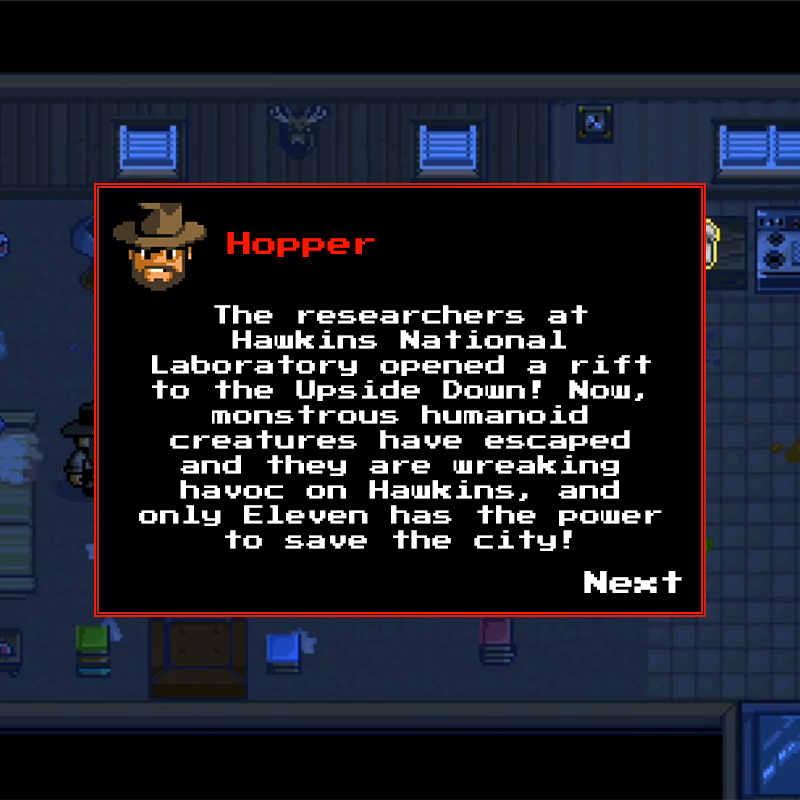 Hopper
The researchers at
Hawkins National
Laboratory opened a rift
to the Upside Down! Now,
monstrous humanoid
creatures have escaped
and they are wreaking
havoc on Hawkins, and
only Eleven has the power
to save the city!
Next